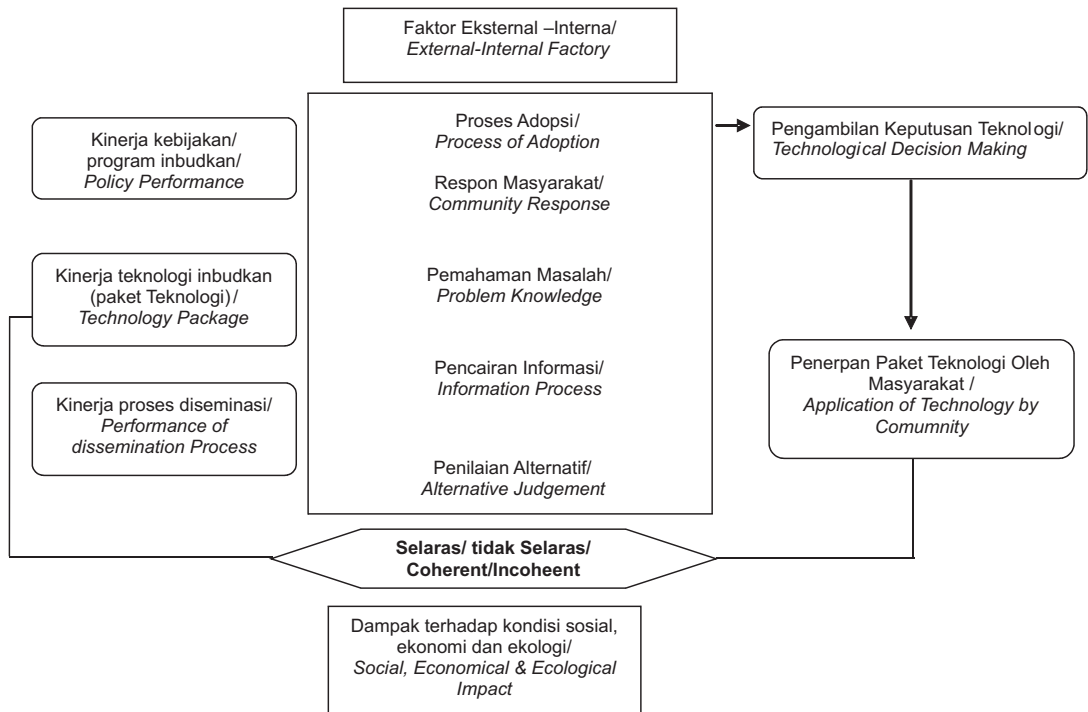 Faktor Eksternal –Interna/
External-Internal Factory
Kinerja kebijakan/
program inbudkan/
Policy Performance
Kinerja teknologi inbudkan
(paket Teknologi)/
Technology Package
Kinerja proses diseminasi/
Performance of
dissemination Process
Proses Adopsi/
Process of Adoption
Respon Masyarakat/
Community Response
Pemahaman Masalah/
Problem Knowledge
Pencairan Informasi/
Information Process
Penilaian Alternatif/
Alternative Judgement
Pengambilan Keputusan Teknologi/
Technological Decision Making
Penerpan Paket Teknologi Oleh
Masyarakat /
Application of Technology by
Comumnity
Selaras/ tidak Selaras/
Coherent/Incoheent
Dampak terhadap kondisi sosial,
ekonomi dan ekologi/
Social, Economical & Ecological
Impact